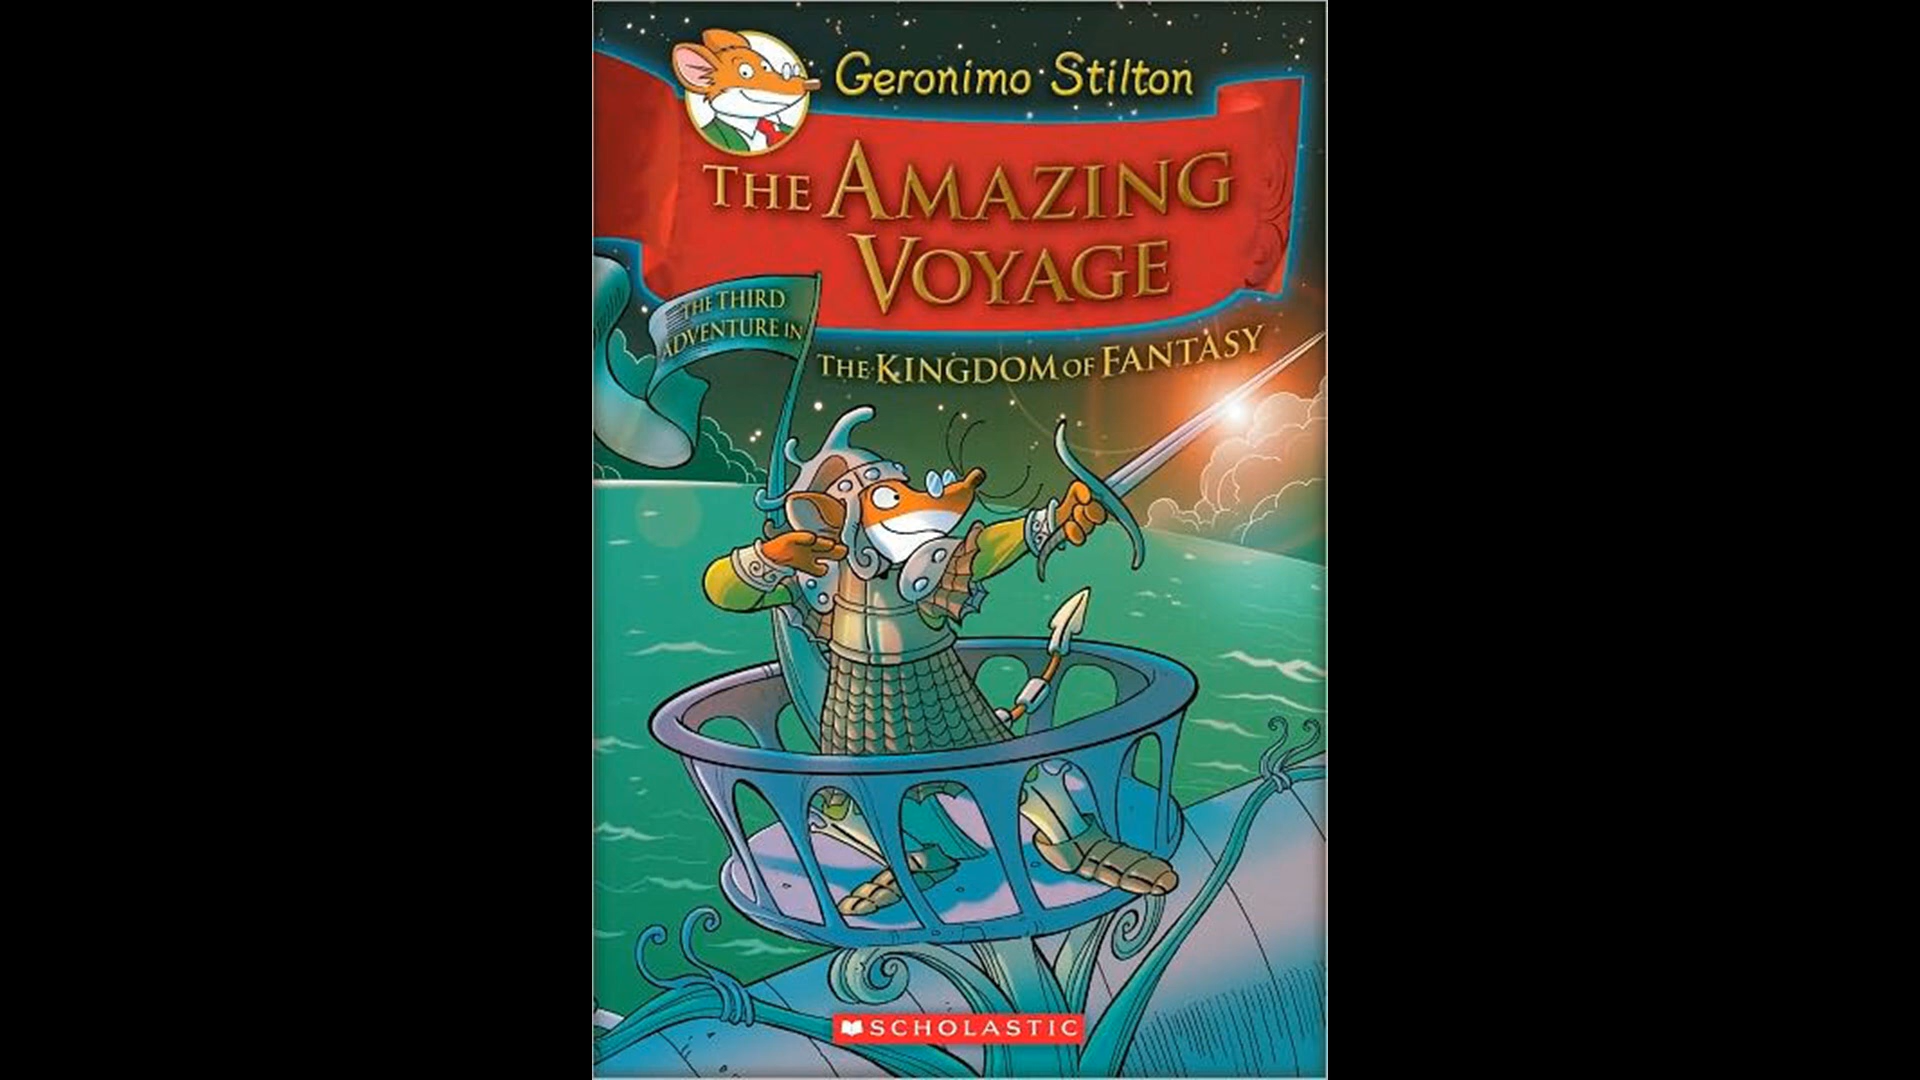 Geronimo Stilton
THE AMAZING
VOYAGE
THE THIRD
ADVENTURE IN
THE KINGDOM OF FANTASY
SCHOLASTIC